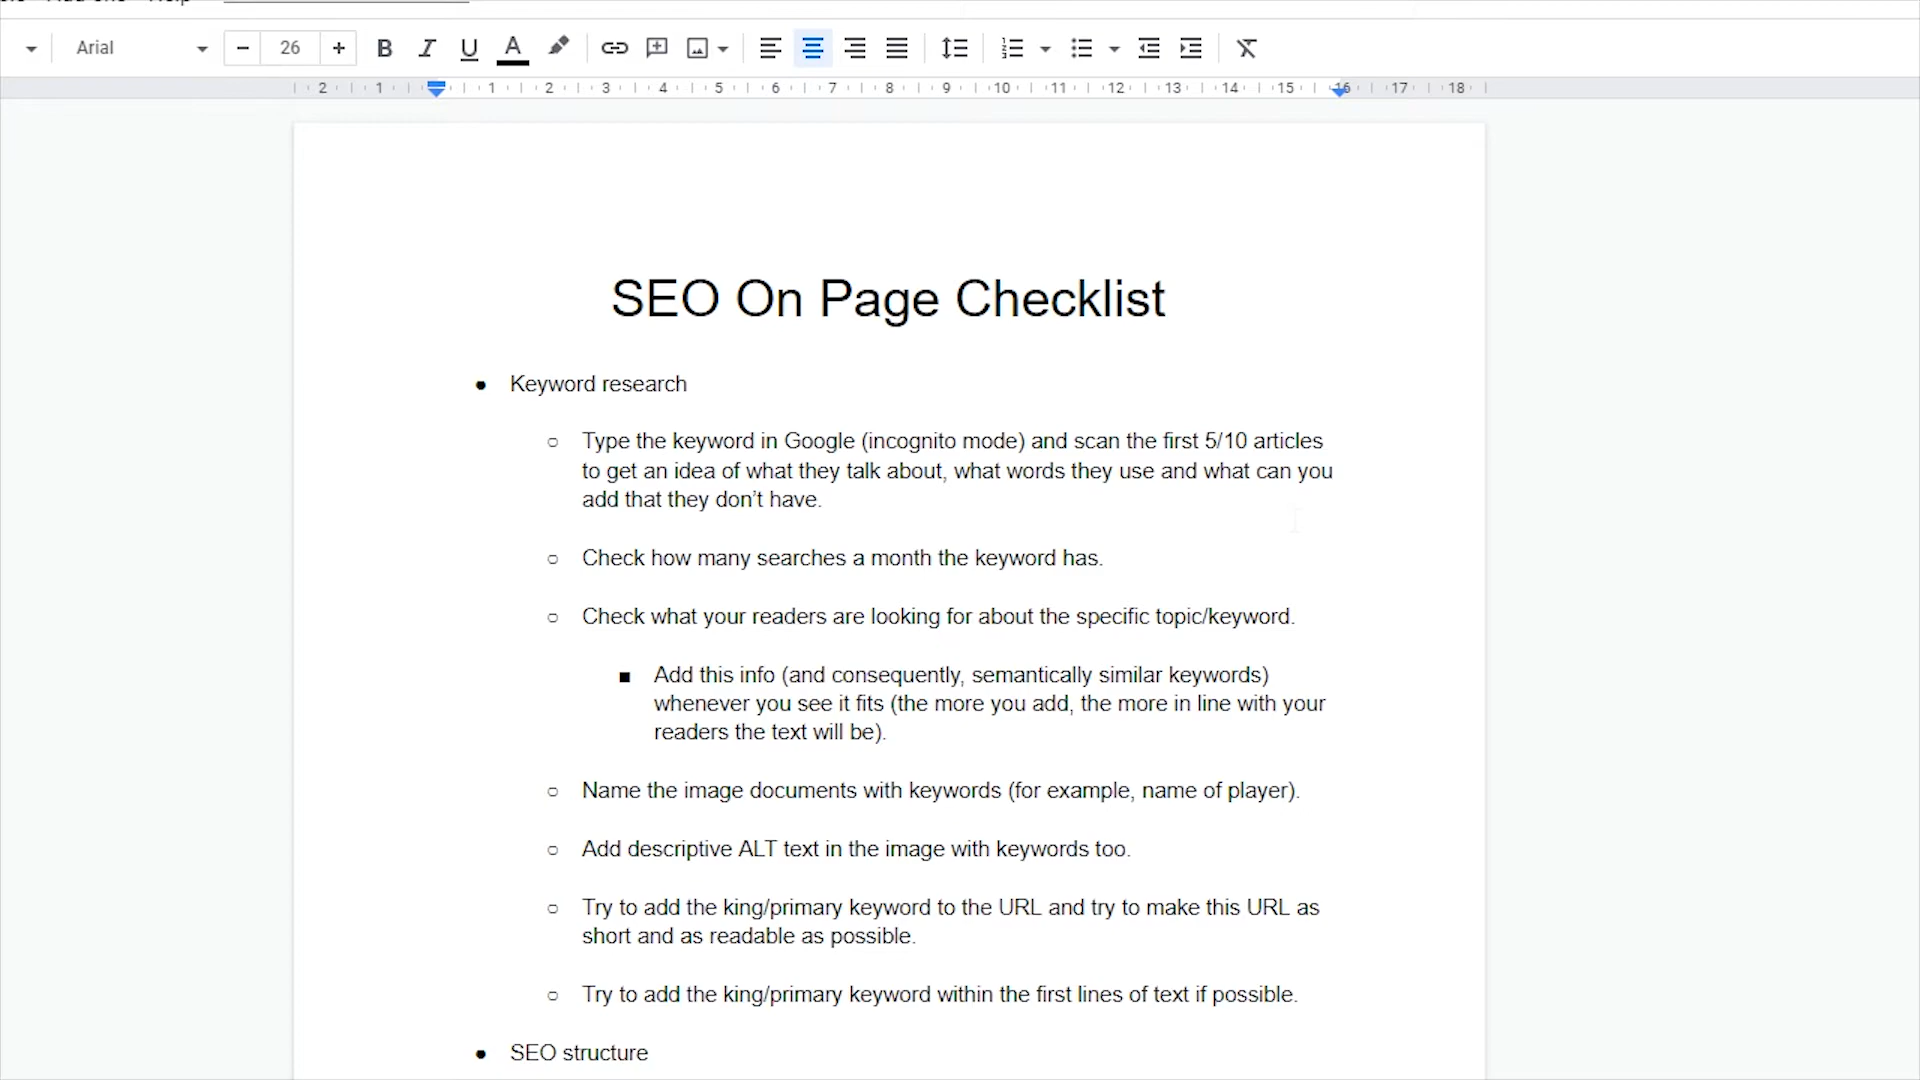 Arial
26
2 1 1 2 3 4 5 6 7 8 9 10 11 12 13 14 15 16 17 18
SEO On Page Checklist
● Keyword research
○ Type the keyword in Google (incognito mode) and scan the first 5/10 articles
to get an idea of what they talk about, what words they use and what can you
add that they don't have.
○ Check how many searches a month the keyword has.
○ Check what your readers are looking for about the specific topic/keyword.
■ Add this info (and consequently, semantically similar keywords)
whenever you see it fits (the more you add, the more in line with your
readers the text will be).
○ Name the image documents with keywords (for example, name of player).
○ Add descriptive ALT text in the image with keywords too.
○ Try to add the king/primary keyword to the URL and try to make this URL as
short and as readable as possible.
○ Try to add the king/primary keyword within the first lines of text if possible.
● SEO structure